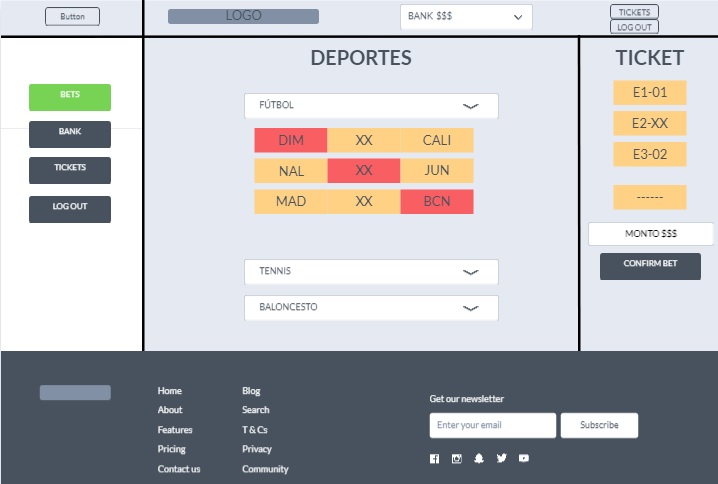 Button
LOGO
BANK $$$
TICKETS
LOG OUT
BETS
BANK
TICKETS
LOG OUT
DEPORTES
FÚTBOL
DIM XX CALI
NAL XX JUN
MAD XX BCN
TENNIS
BALONCESTO
TICKET
E1-01
E2-XX
E3-02
------
MONTO $$$
CONFIRM BET
Home
About
Features
Pricing
Contact us
Blog
Search
T & Cs
Privacy
Community
Get our newsletter
Enter your email
Subscribe